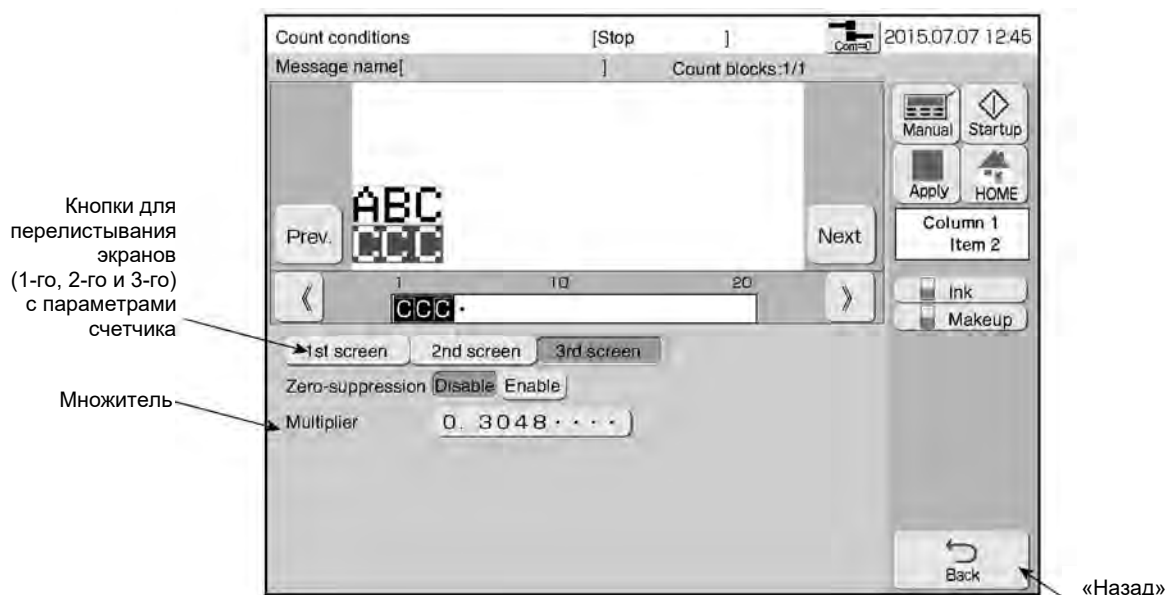 Count conditions [Stop ] Com=0 2015.07.07 12:45
Message name[ ] Count blocks:1/1
Manual Startup
Apply HOME
Column 1
Item 2
Ink
Makeup
ABC
CCC
Prev. Next
《 1 10 20 》
CCC·
1st screen 2nd screen 3rd screen
Zero-suppression Disable Enable
Multiplier 0. 3048····
Back
Кнопки для
перелистывания
экранов
(1-го, 2-го и 3-го)
с параметрами
счетчика
Множитель
«Назад»